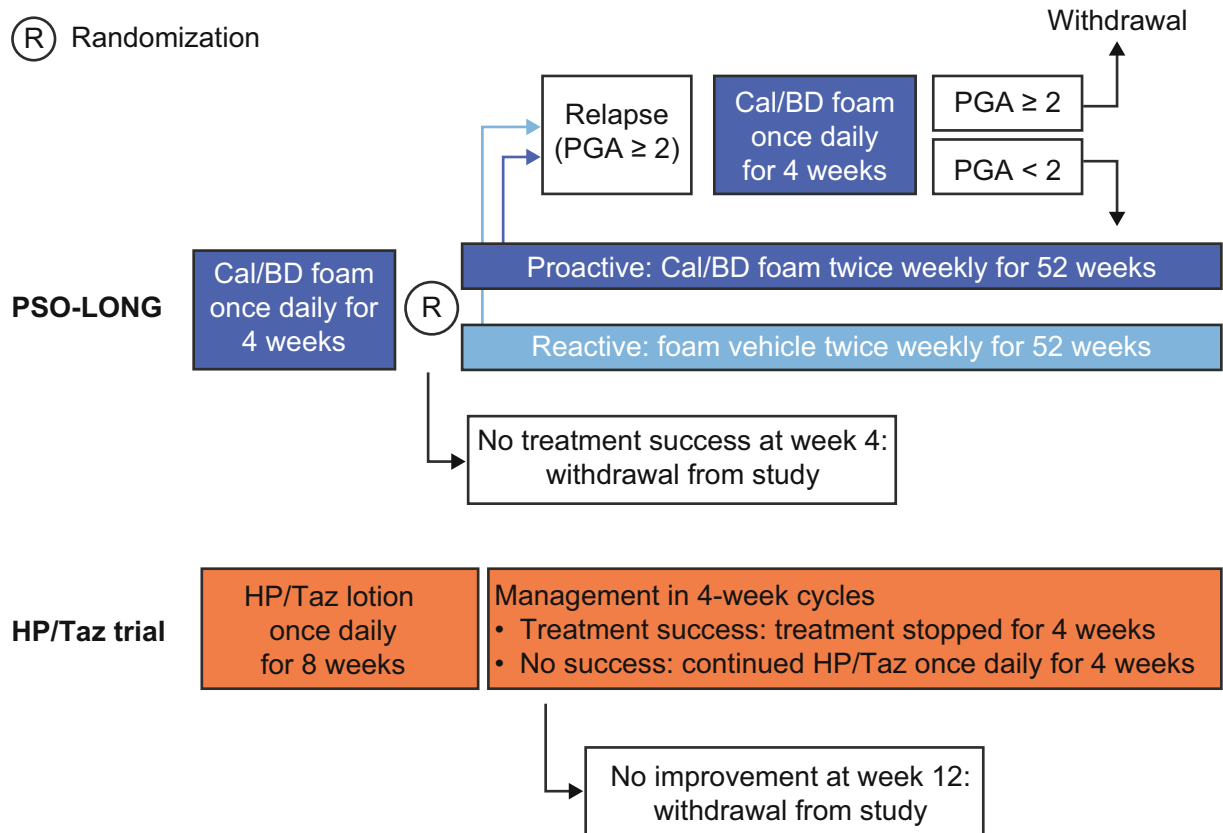 R Randomization
Withdrawal
Relapse
(PGA ≥ 2)
Cal/BD foam
once daily
for 4 weeks
PGA ≥ 2
PGA < 2
PSO-LONG
Cal/BD foam
once daily for
4 weeks
R
Proactive: Cal/BD foam twice weekly for 52 weeks
Reactive: foam vehicle twice weekly for 52 weeks
No treatment success at week 4:
withdrawal from study
HP/Taz trial
HP/Taz lotion
once daily
for 8 weeks
Management in 4-week cycles
• Treatment success: treatment stopped for 4 weeks
• No success: continued HP/Taz once daily for 4 weeks
No improvement at week 12:
withdrawal from study